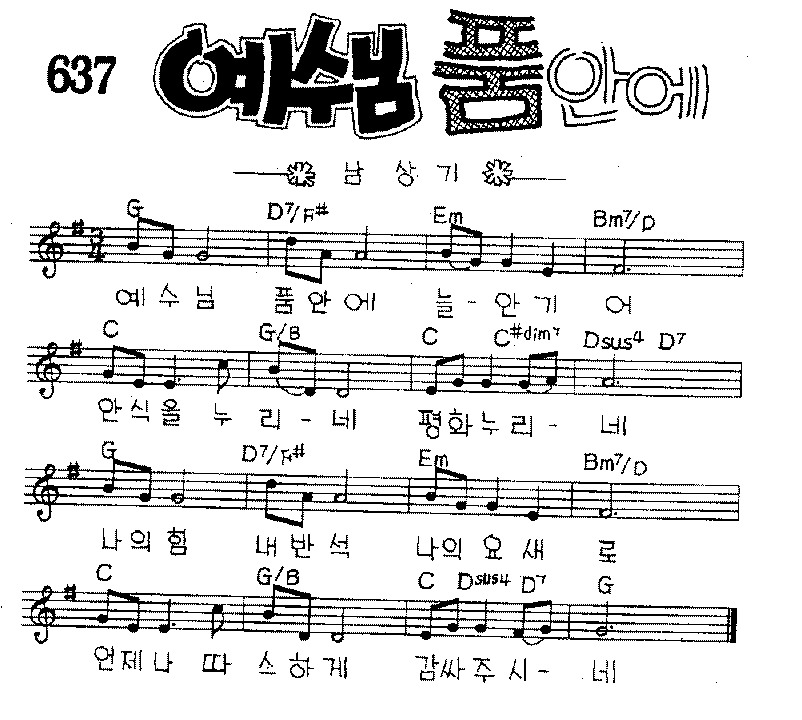 637
예수님 품안에
남 상 기
G D7/F# Em Bm7/D
3/4
예 수 님 품 안 에 늘 - 안 기 어
C G/B C C#dim7 Dsus4 D7
안 식 을 누 리 - 네 평 화 누 리 - 네
G D7/F# Em Bm7/D
나 의 힘 내 반 석 나 의 요 새 로
C G/B C Dsus4 D7 G
언 제 나 따 스 하 게 감 싸 주 시 - 네